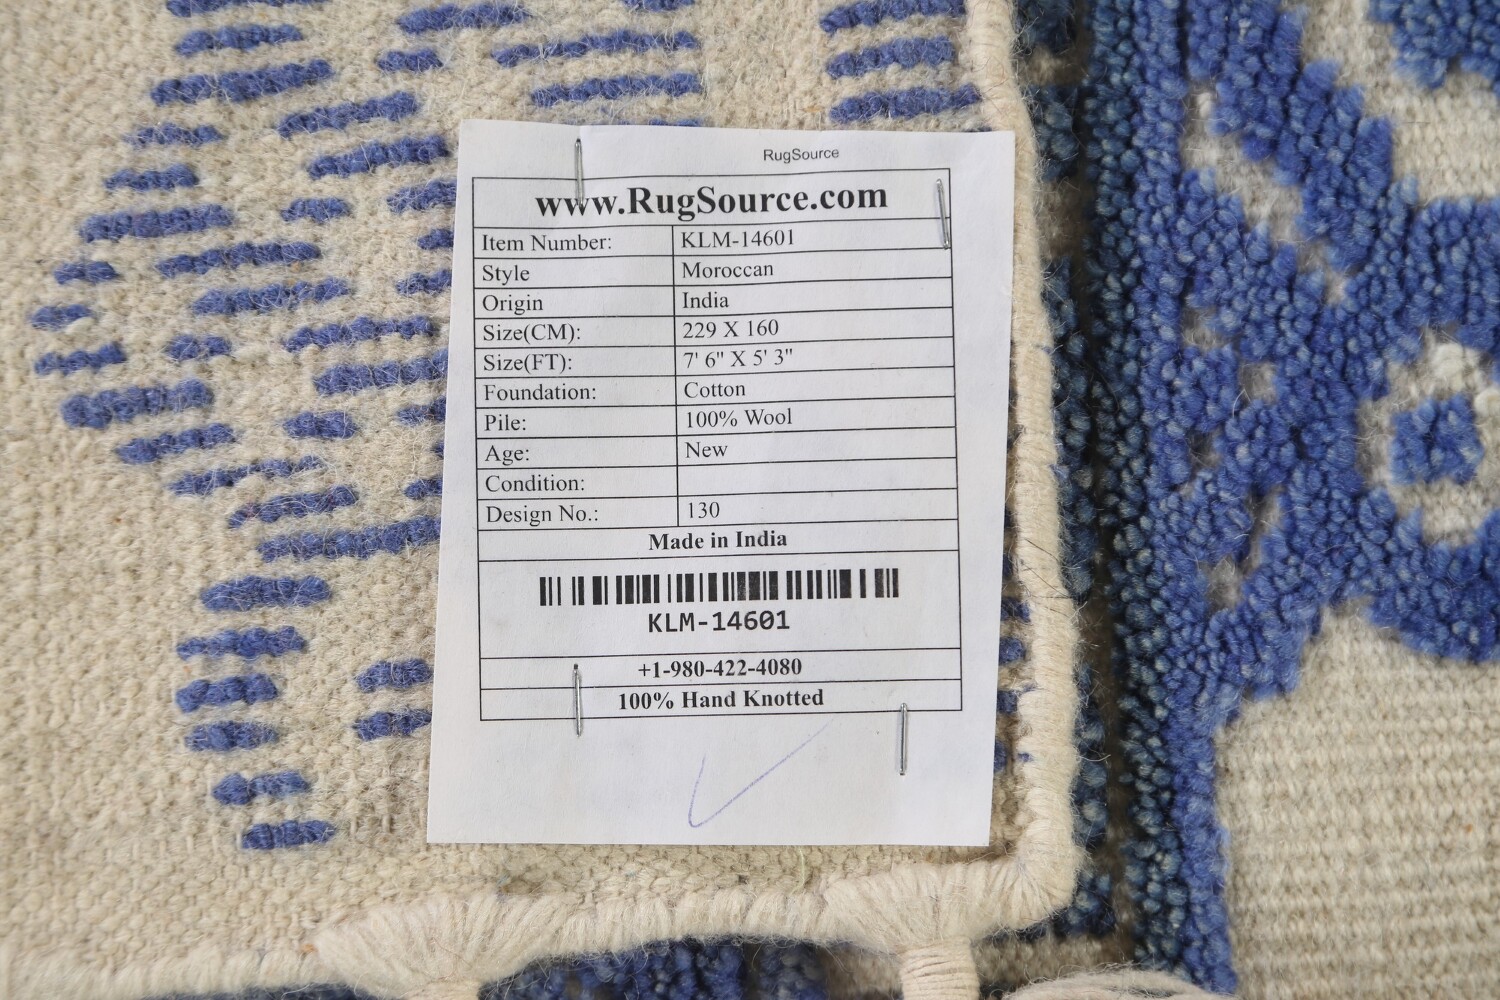 RugSource
www.RugSource.com
Item Number: KLM-14601
Style Moroccan
Origin India
Size(CM): 229 X 160
Size(FT): 7' 6" X 5' 3"
Foundation: Cotton
Pile: 100% Wool
Age: New
Condition:
Design No.: 130
Made in India
KLM-14601
+1-980-422-4080
100% Hand Knotted